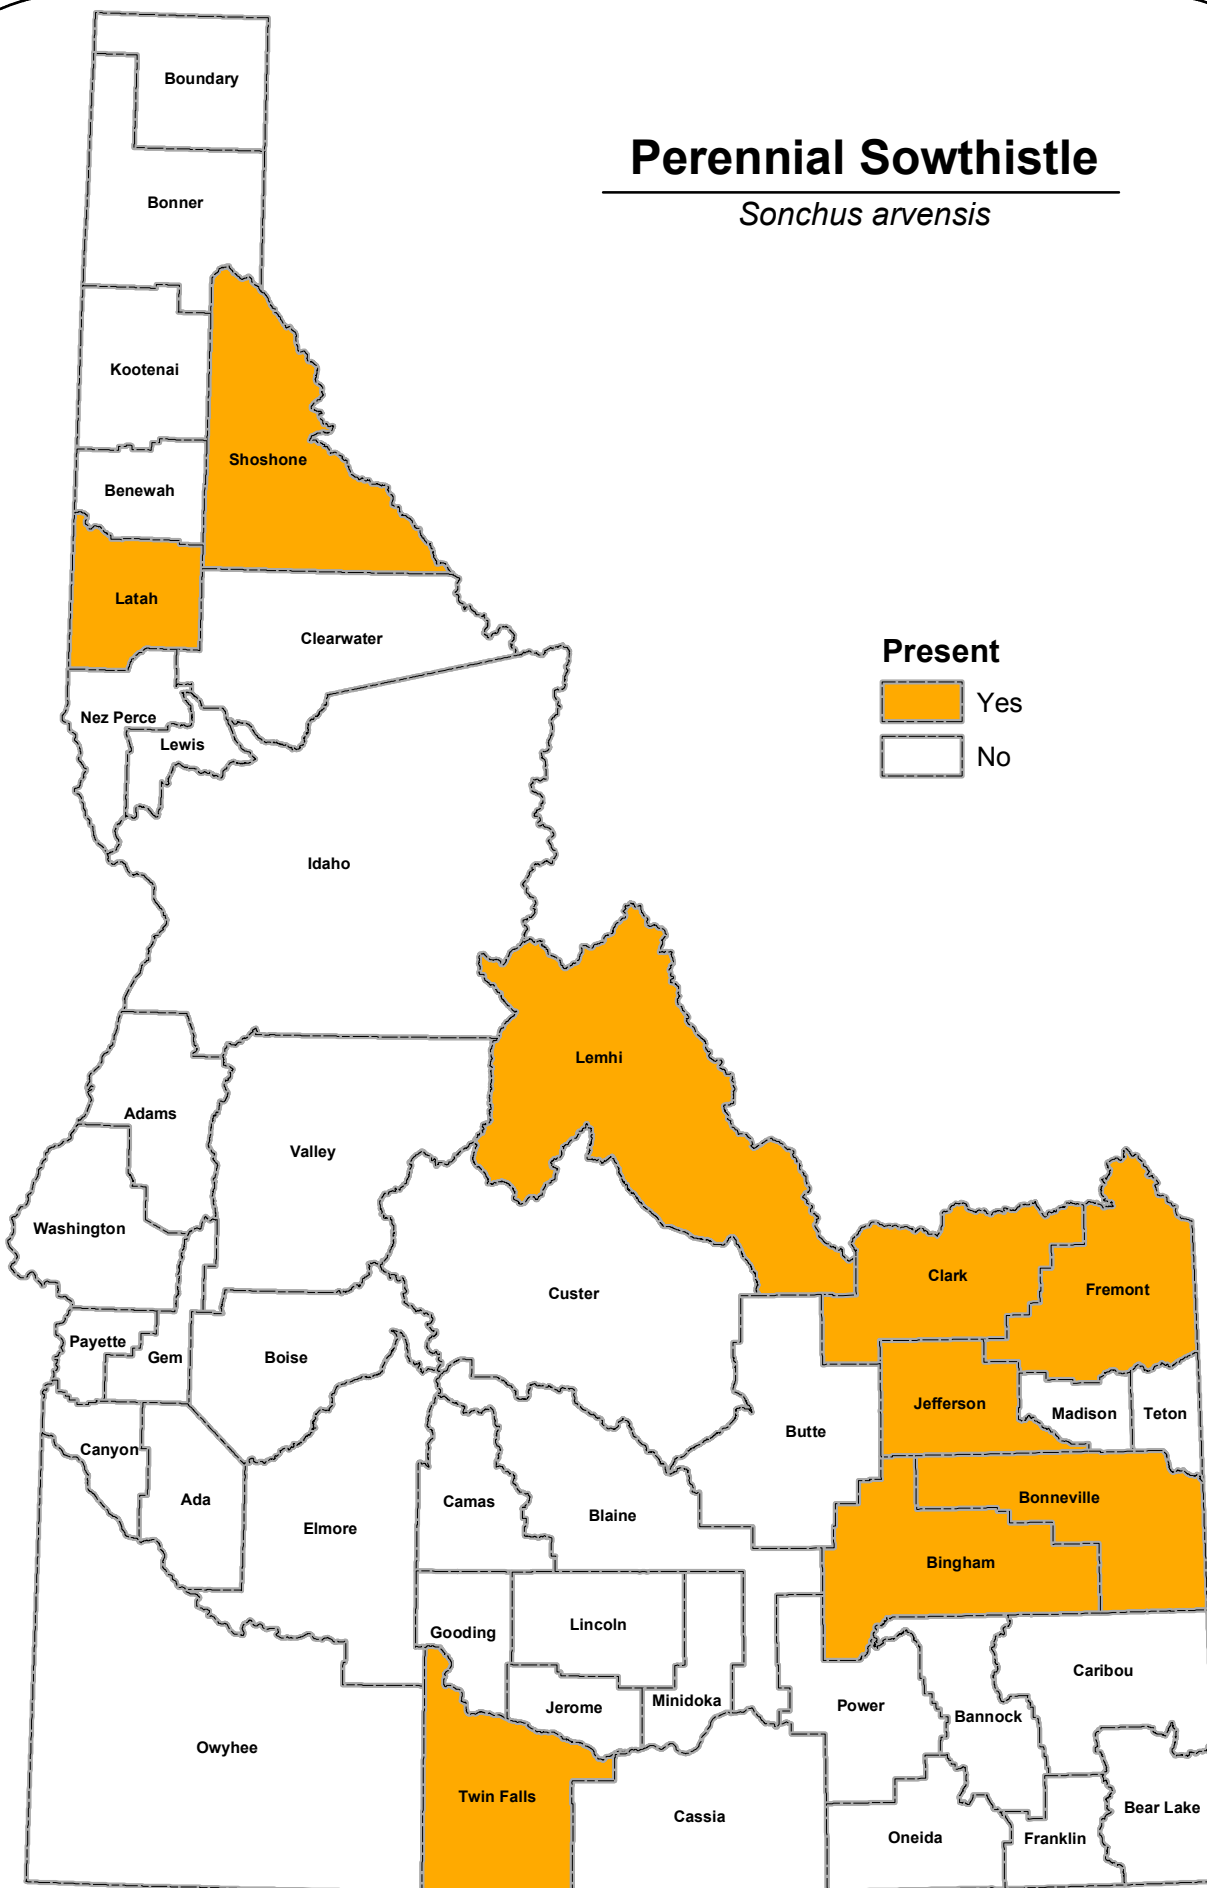 Boundary
Perennial Sowthistle
Sonchus arvensis
Bonner
Kootenai
Shoshone
Benewah
Latah
Clearwater
Present
Yes
No
Nez Perce
Lewis
Idaho
Lemhi
Adams
Valley
Washington
Clark
Fremont
Custer
Payette
Gem
Boise
Jefferson
Madison
Teton
Butte
Canyon
Ada
Camas
Blaine
Bonneville
Elmore
Bingham
Gooding
Lincoln
Caribou
Jerome
Minidoka
Power
Bannock
Owyhee
Twin Falls
Cassia
Bear Lake
Oneida
Franklin